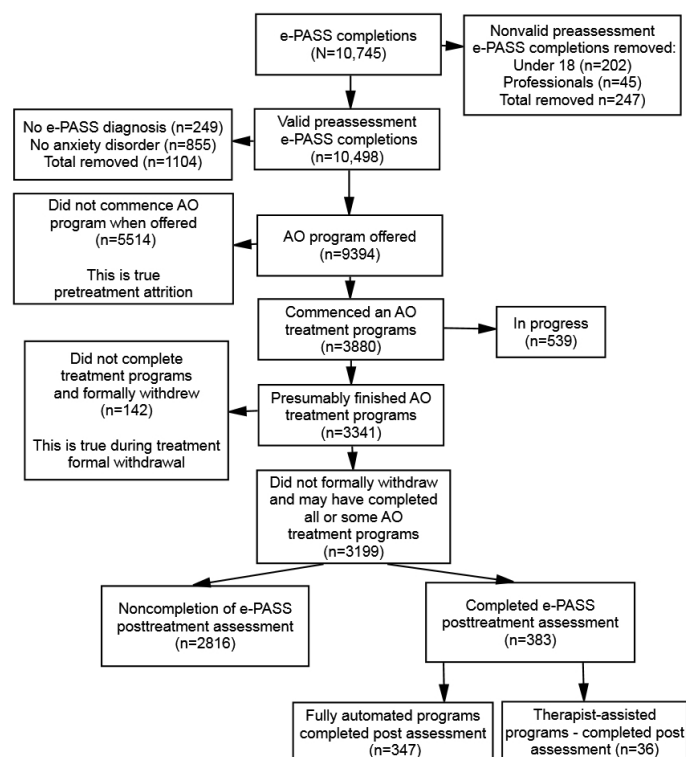 e-PASS completions
(N=10,745)
Nonvalid preassessment
e-PASS completions removed:
Under 18 (n=202)
Professionals (n=45)
Total removed n=247)
No e-PASS diagnosis (n=249)
No anxiety disorder (n=855)
Total removed (n=1104)
Valid preassessment
e-PASS completions
(n=10,498)
Did not commence AO
program when offered
(n=5514)
This is true
pretreatment attrition
AO program offered
(n=9394)
Commenced an AO
treatment programs
(n=3880)
In progress
(n=539)
Did not complete
treatment programs
and formally withdrew
(n=142)
This is true during treatment
formal withdrawal
Presumably finished AO
treatment programs
(n=3341)
Did not formally withdraw
and may have completed
all or some AO
treatment programs
(n=3199)
Noncompletion of e-PASS
posttreatment assessment
(n=2816)
Completed e-PASS
posttreatment assessment
(n=383)
Fully automated programs
completed post assessment
(n=347)
Therapist-assisted
programs - completed post
assessment (n=36)